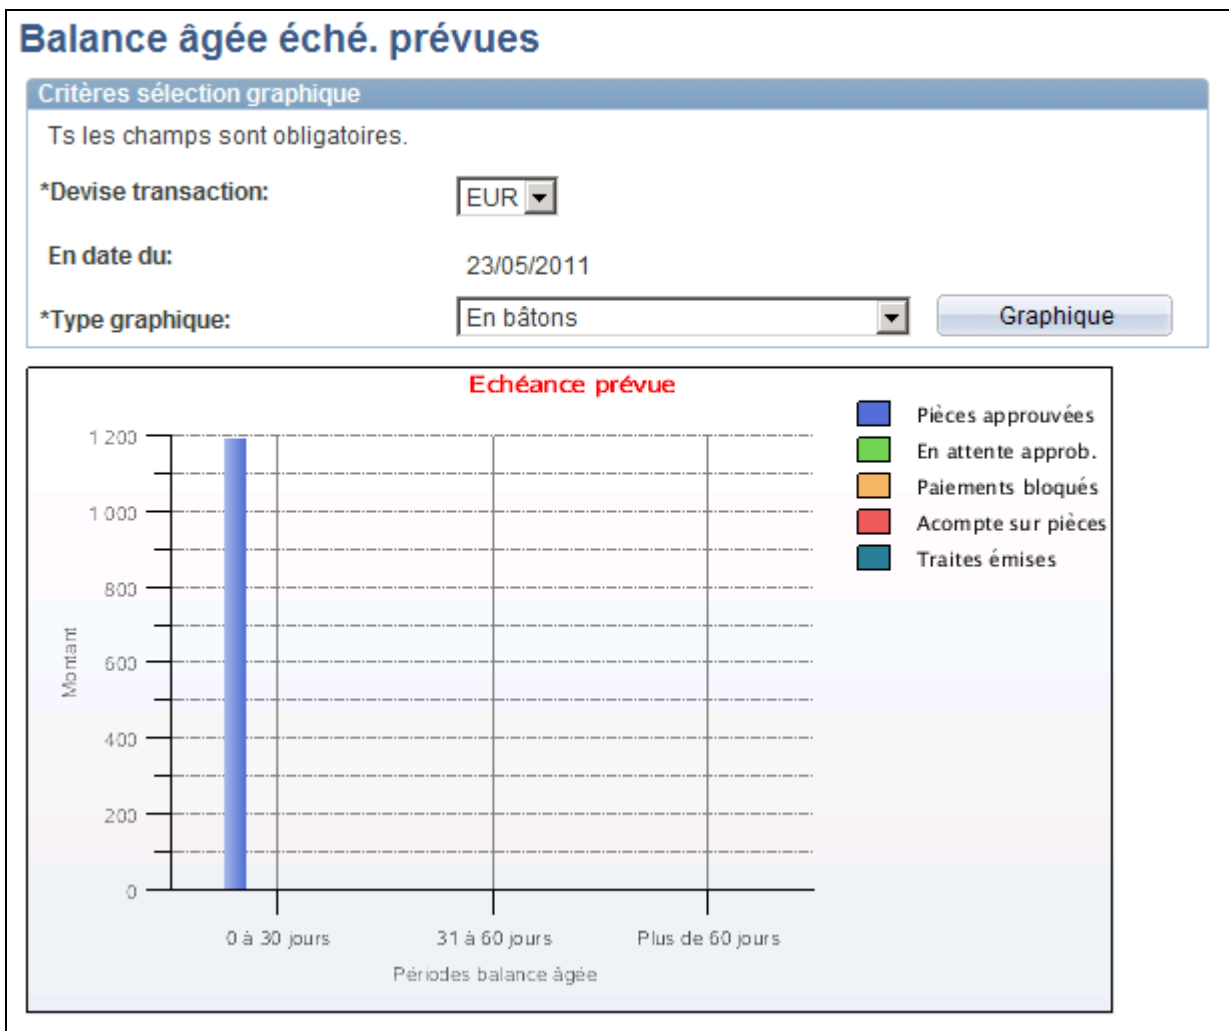 Balance âgée éché. prévues
Critères sélection graphique
Ts les champs sont obligatoires.
*Devise transaction: EUR
En date du: 23/05/2011
*Type graphique: En bâtons Graphique
Echéance prévue
Pièces approuvées
En attente approb.
Paiements bloqués
Acompte sur pièces
Traites émises
Montant
1 200
1 000
800
600
400
200
0
0 à 30 jours 31 à 60 jours Plus de 60 jours
Périodes balance âgée